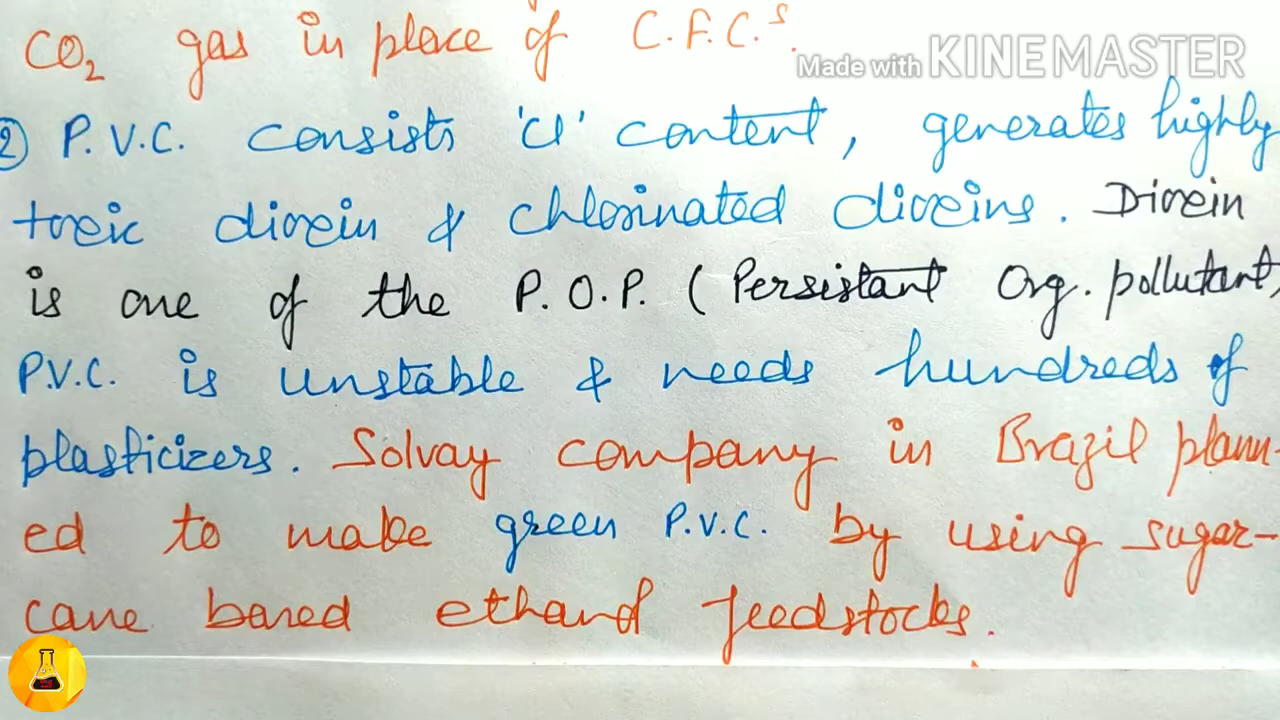 CO2 gas in place of C.F.C.s.
Made with KINEMASTER
② P.V.C. consists 'Cl' content, generates highly
toxic dioxin & chlorinated dioxins. Dioxin
is one of the P.O.P. (Persistant Org. pollutant)
P.V.C. is unstable & needs hundreds of
plasticizers. Solvay company in Brazil plann-
ed to make green P.V.C. by using sugar-
cane based ethanol feedstocks.